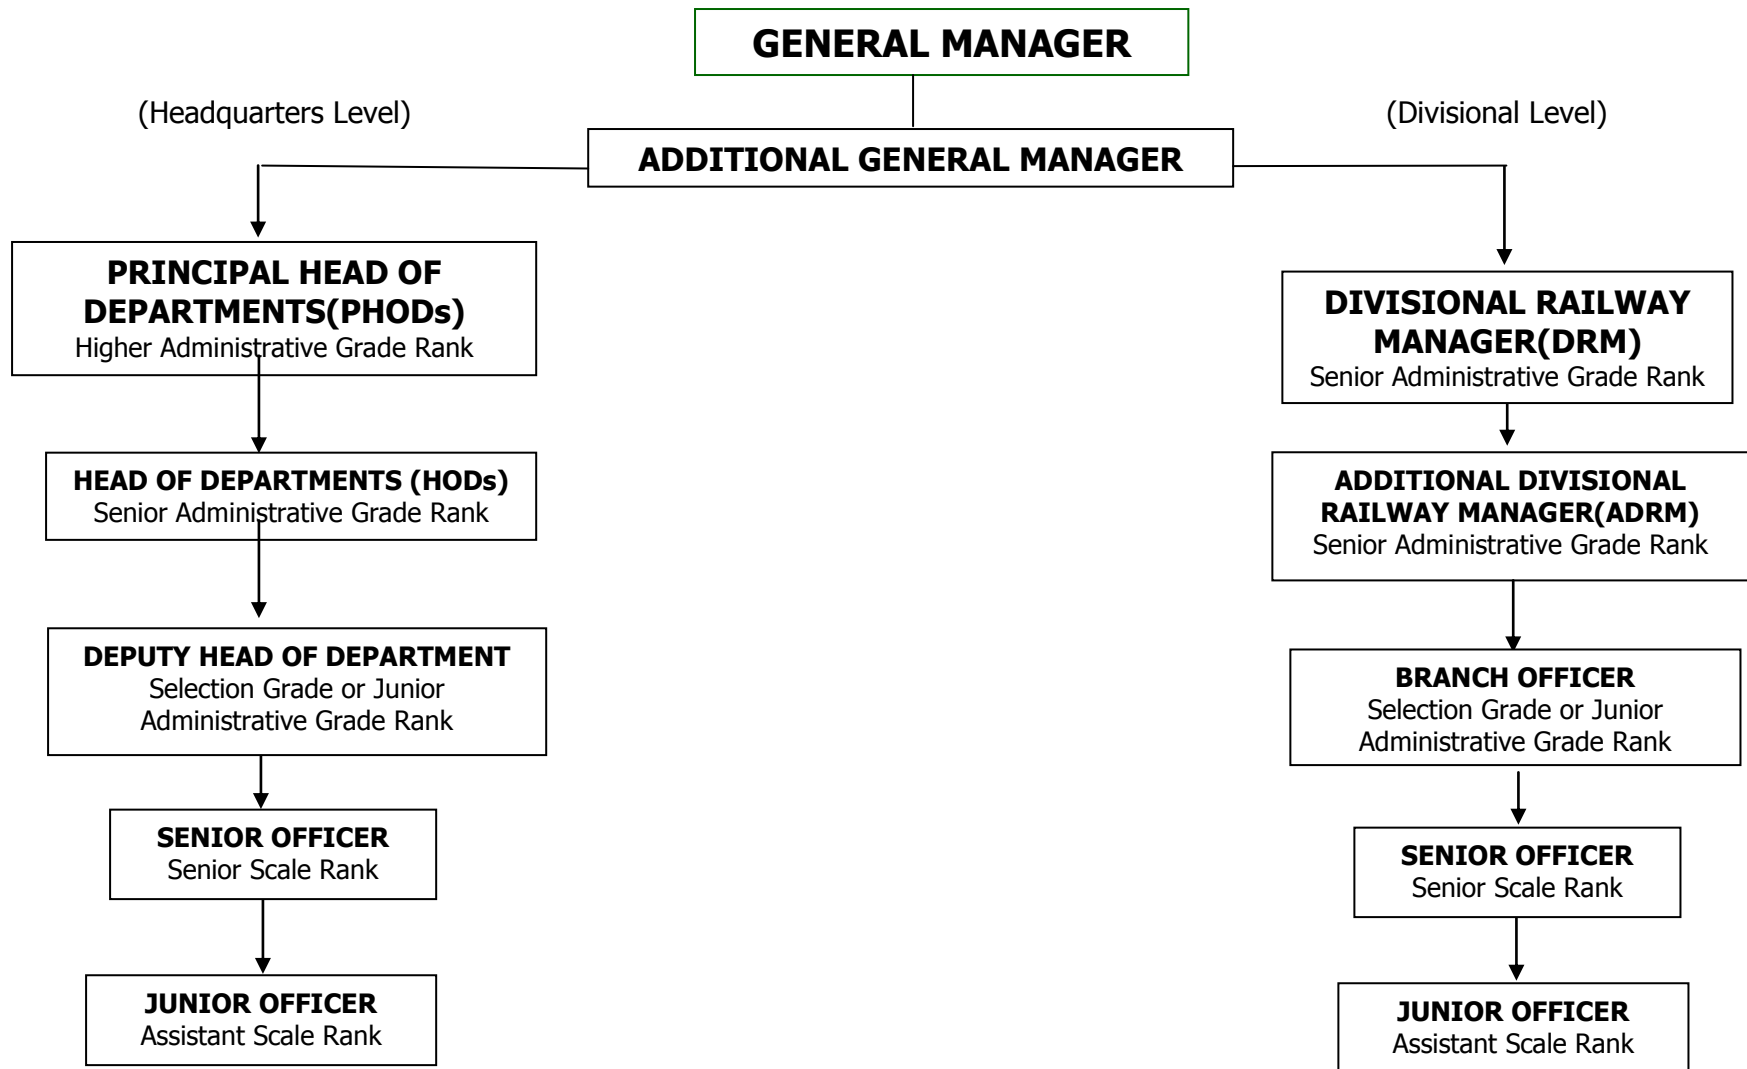 GENERAL MANAGER
(Headquarters Level)
(Divisional Level)
ADDITIONAL GENERAL MANAGER
PRINCIPAL HEAD OF
DEPARTMENTS(PHODs)
Higher Administrative Grade Rank
HEAD OF DEPARTMENTS (HODs)
Senior Administrative Grade Rank
DEPUTY HEAD OF DEPARTMENT
Selection Grade or Junior
Administrative Grade Rank
SENIOR OFFICER
Senior Scale Rank
JUNIOR OFFICER
Assistant Scale Rank
DIVISIONAL RAILWAY
MANAGER(DRM)
Senior Administrative Grade Rank
ADDITIONAL DIVISIONAL
RAILWAY MANAGER(ADRM)
Senior Administrative Grade Rank
BRANCH OFFICER
Selection Grade or Junior
Administrative Grade Rank
SENIOR OFFICER
Senior Scale Rank
JUNIOR OFFICER
Assistant Scale Rank